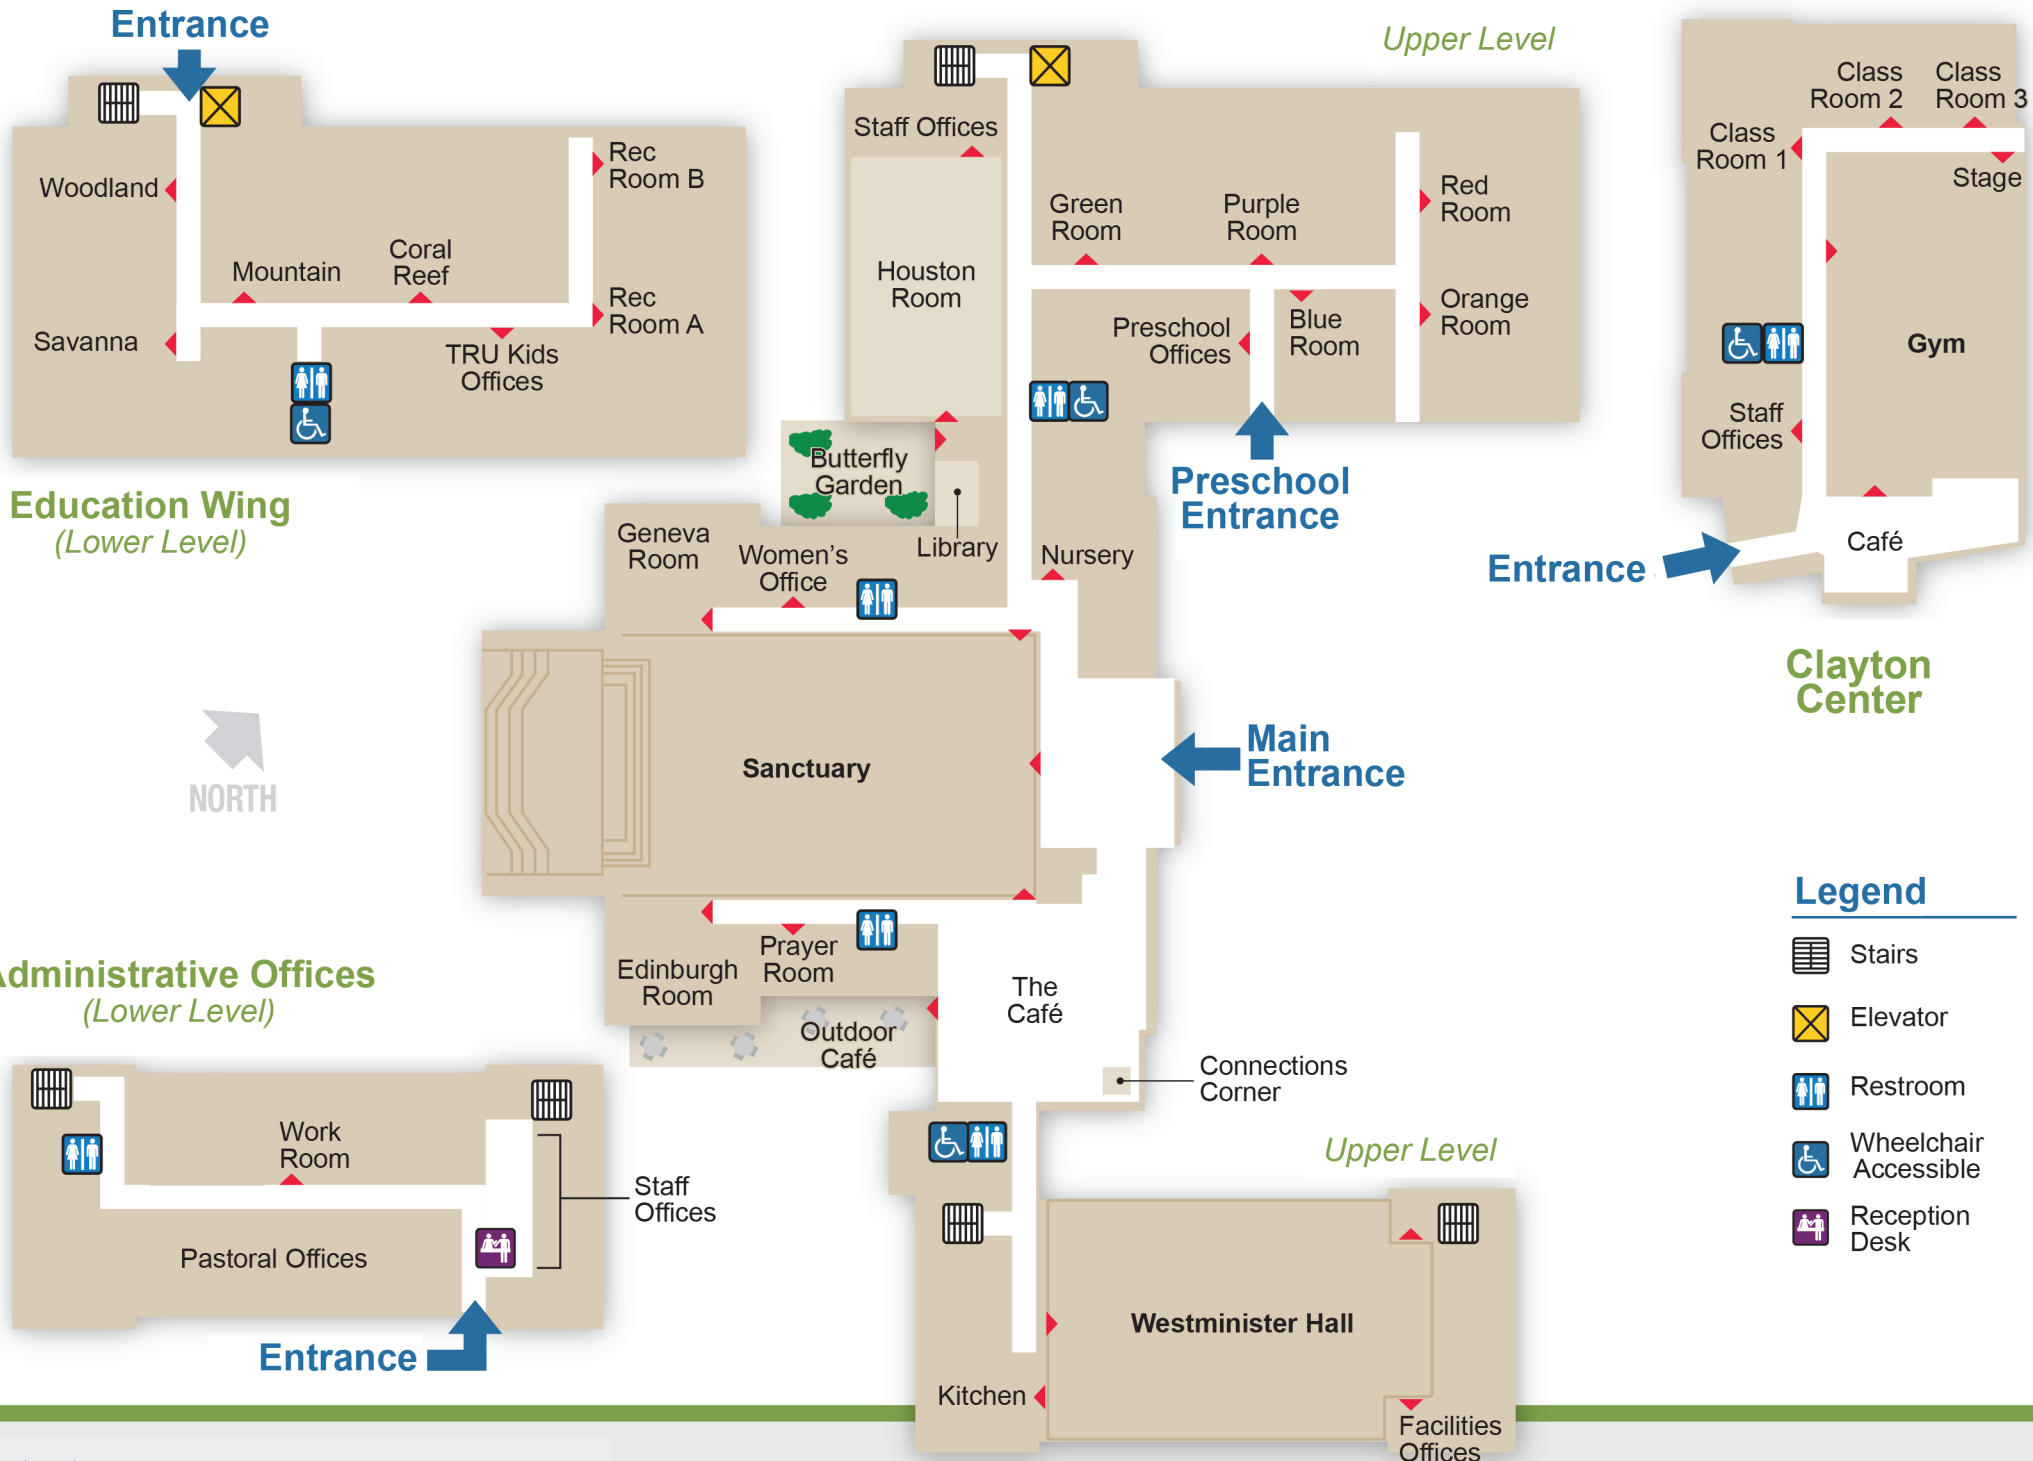 Entrance
Woodland
Savanna
Mountain
Coral
Reef
Rec
Room B
Rec
Room A
TRU Kids
Offices
Education Wing
(Lower Level)
Upper Level
Staff Offices
Houston
Room
Green
Room
Purple
Room
Red
Room
Orange
Room
Preschool
Offices
Blue
Room
Preschool
Entrance
Butterfly
Garden
Library
Nursery
Geneva
Room
Women's
Office
Sanctuary
Main
Entrance
Edinburgh
Room
Prayer
Room
Outdoor
Café
The
Café
Connections
Corner
Upper Level
Westminister Hall
Kitchen
Facilities
Offices
Class
Room 1
Class
Room 2
Class
Room 3
Stage
Gym
Staff
Offices
Café
Entrance
Clayton
Center
NORTH
Administrative Offices
(Lower Level)
Work
Room
Pastoral Offices
Staff
Offices
Entrance
Legend
Stairs
Elevator
Restroom
Wheelchair
Accessible
Reception
Desk